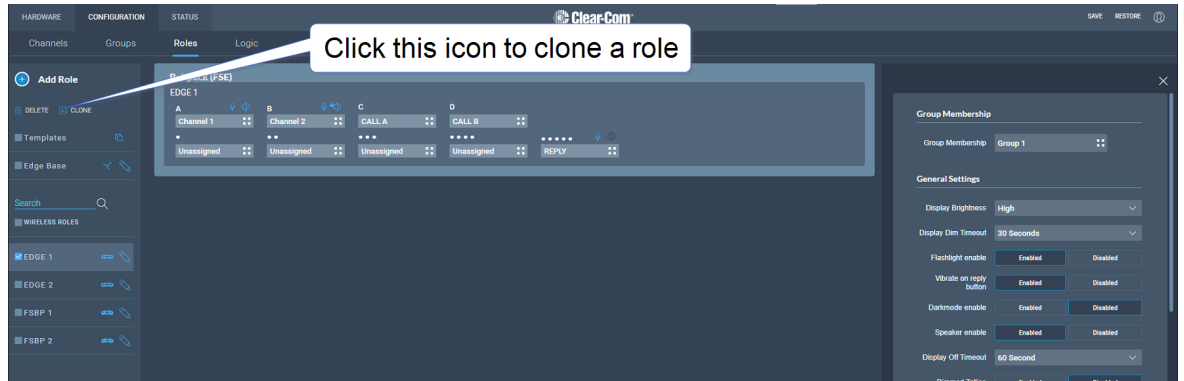 HARDWARE CONFIGURATION STATUS Clear-Com SAVE RESTORE
Channels Groups Roles Logic
Click this icon to clone a role
Add Role
DELETE CLONE
Templates
Edge Base
Search
WIRELESS ROLES
EDGE 1
EDGE 2
FSBP 1
FSBP 2
(FSE)
EDGE 1
A B C D
Channel 1 Channel 2 CALL A CALL B
Unassigned Unassigned Unassigned Unassigned REPLY
Group Membership
Group Membership Group 1
General Settings
Display Brightness High
Display Dim Timeout 30 Seconds
Flashlight enable Enabled Disabled
Vibrate on reply
button Enabled Disabled
Darkmode enable Enabled Disabled
Speaker enable Enabled Disabled
Display Off Timeout 60 Second